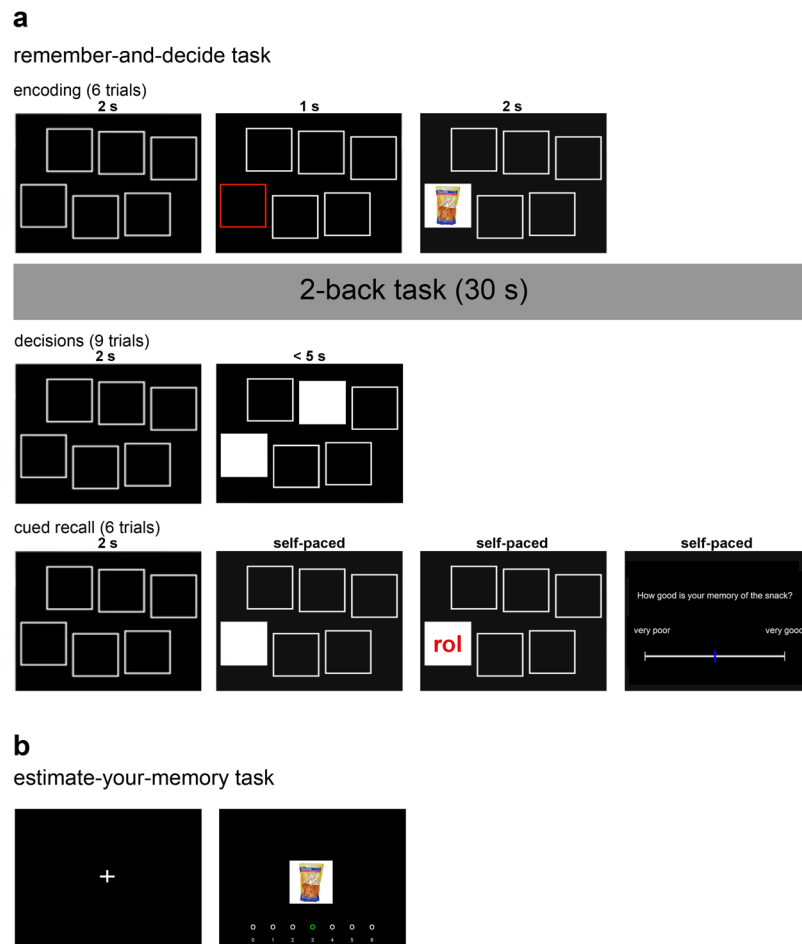 a
remember-and-decide task
encoding (6 trials)
2 s 1 s 2 s
2-back task (30 s)
decisions (9 trials)
2 s < 5 s
cued recall (6 trials)
2 s self-paced self-paced self-paced
How good is your memory of the snack?
very poor very good
rol
b
estimate-your-memory task
+
0 1 2 3 4 5 6